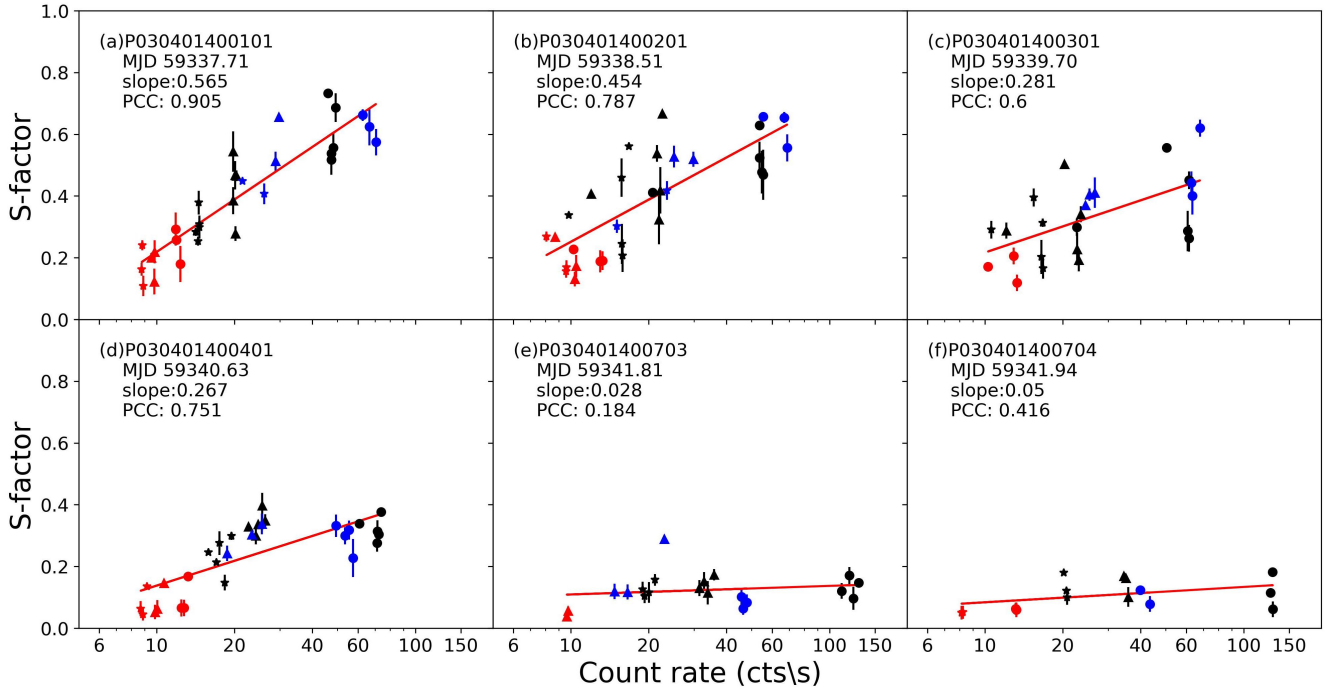 1.0
0.8
0.6
0.4
0.2
0.0
S-factor
(a)P030401400101
MJD 59337.71
slope:0.565
PCC: 0.905
(b)P030401400201
MJD 59338.51
slope:0.454
PCC: 0.787
(c)P030401400301
MJD 59339.70
slope:0.281
PCC: 0.6
0.8
0.6
0.4
0.2
0.0
S-factor
(d)P030401400401
MJD 59340.63
slope:0.267
PCC: 0.751
(e)P030401400703
MJD 59341.81
slope:0.028
PCC: 0.184
(f)P030401400704
MJD 59341.94
slope:0.05
PCC: 0.416
6 10 20 60 100 150 6 10 20 60 100 150 6 10 20 60 100 150
Count rate (cts\s)